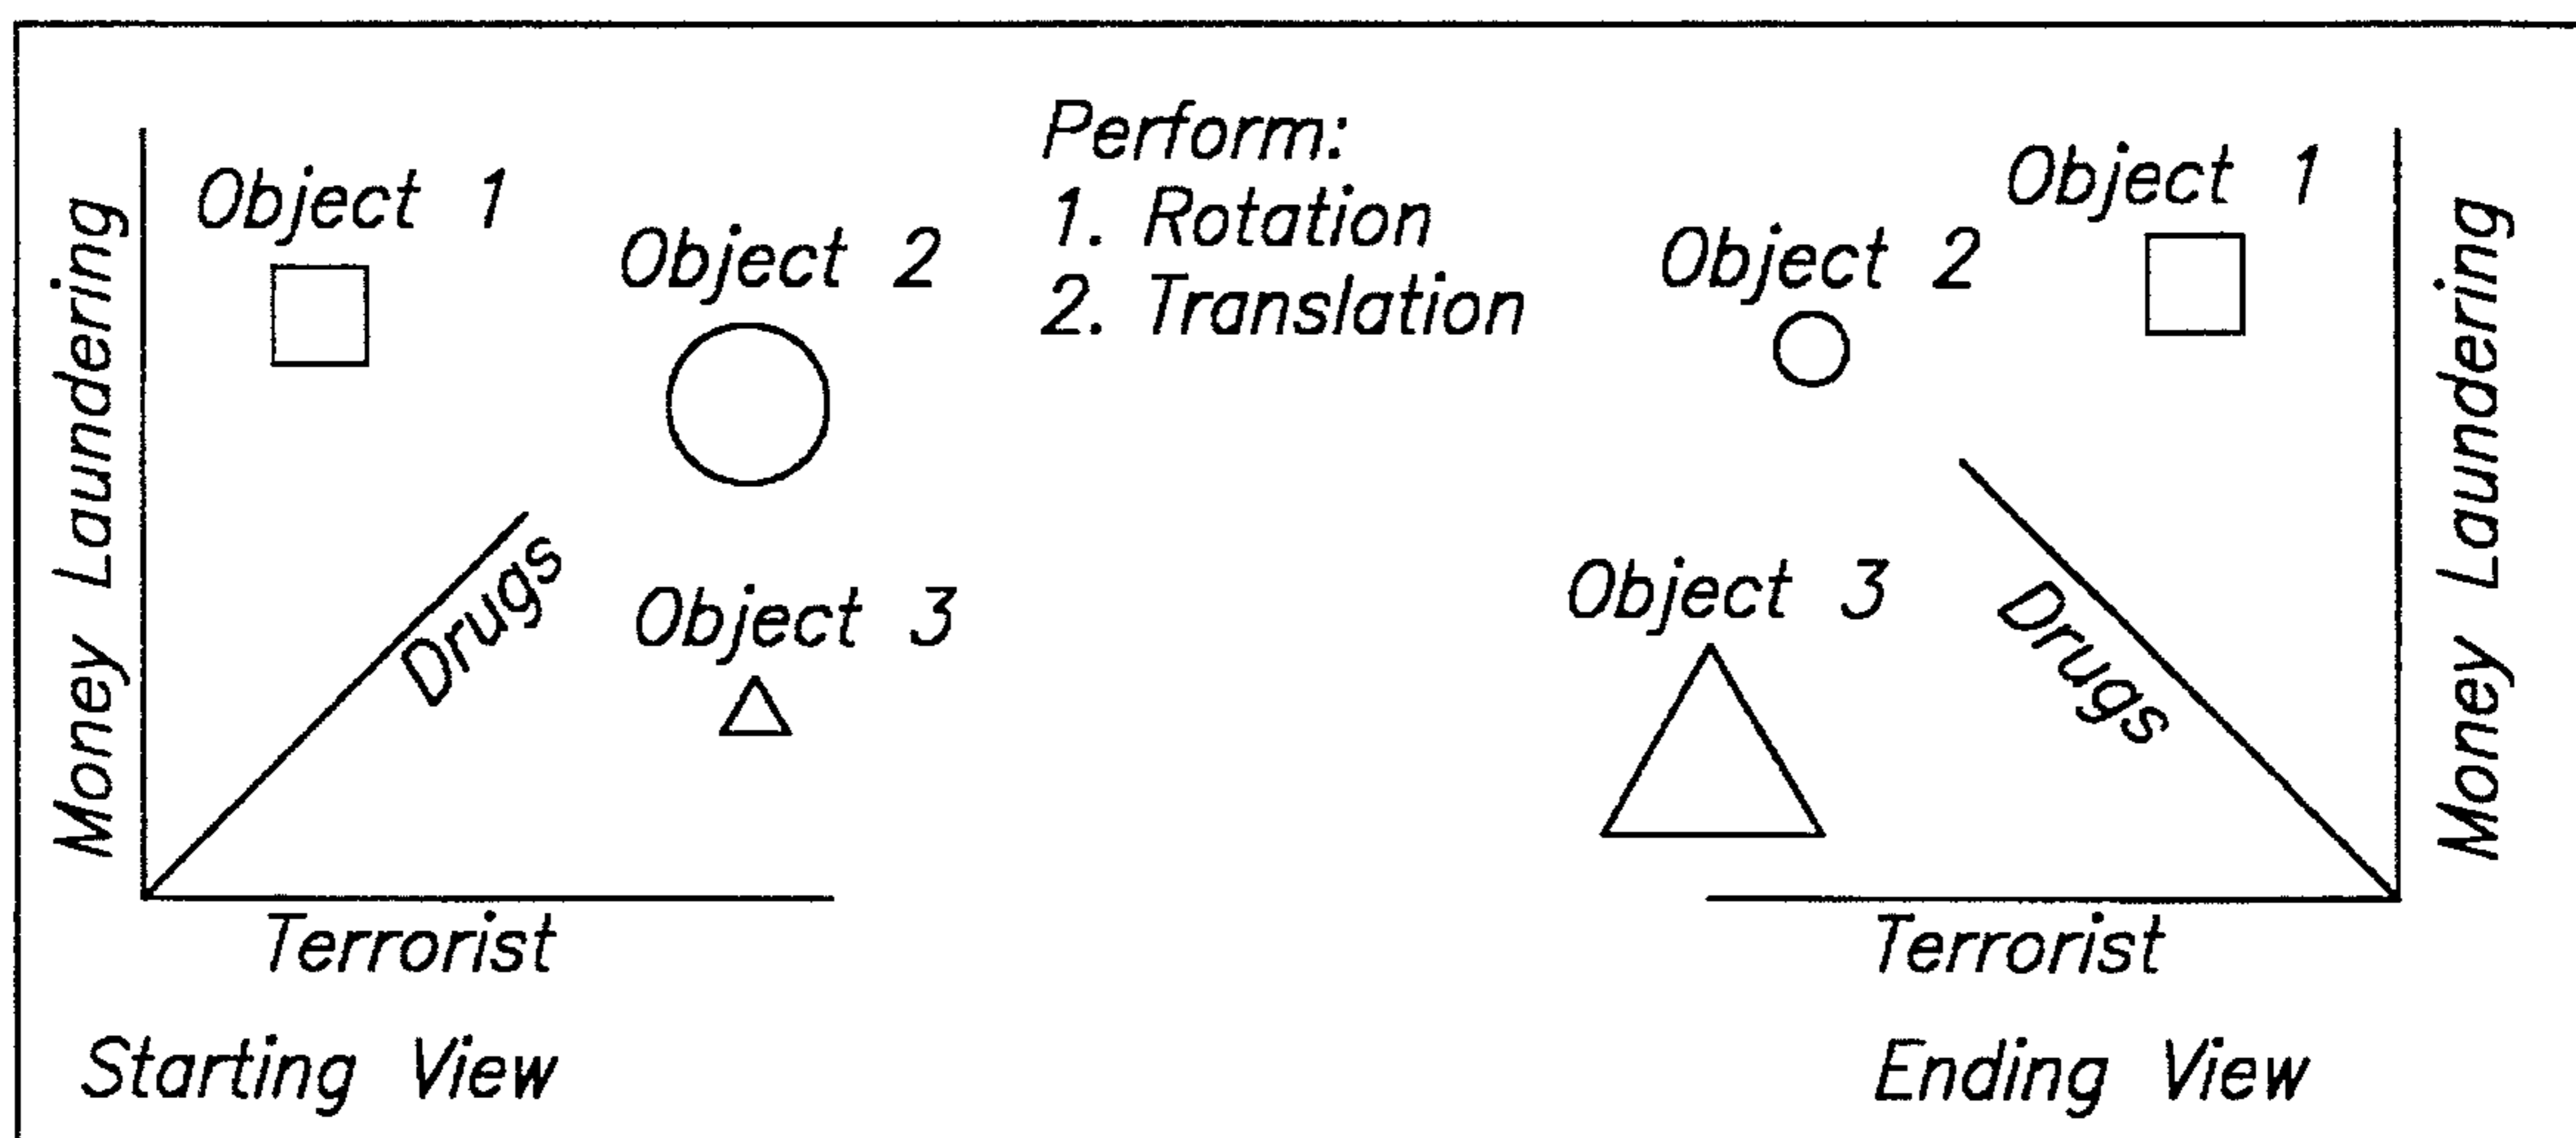 Money Laundering
Object 1
Object 2
Drugs
Object 3
Terrorist
Starting View
Perform:
1. Rotation
2. Translation
Object 1
Object 2
Object 3
Drugs
Money Laundering
Terrorist
Ending View